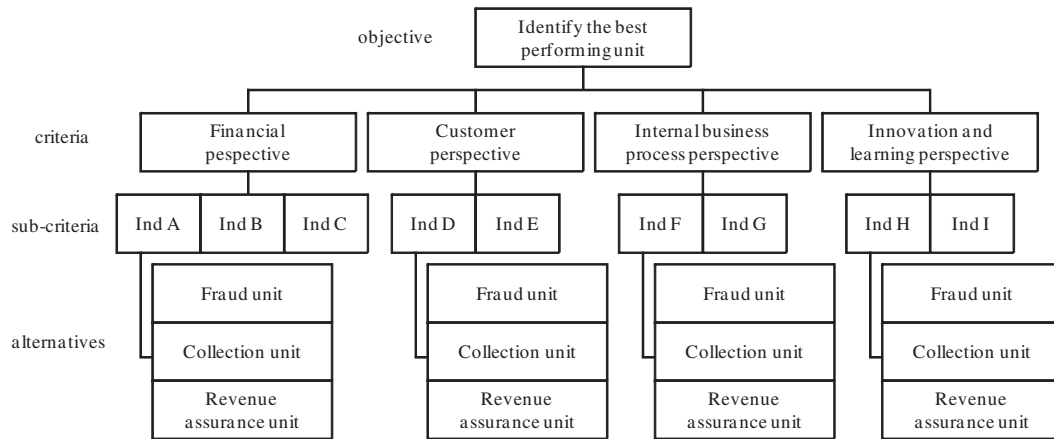 objective
Identify the best
performing unit
criteria
Financial
pespective
Customer
perspective
Internal business
process perspective
Innovation and
learning perspective
sub-criteria
Ind A
Ind B
Ind C
Ind D
Ind E
Ind F
Ind G
Ind H
Ind I
alternatives
Fraud unit
Collection unit
Revenue
assurance unit
Fraud unit
Collection unit
Revenue
assurance unit
Fraud unit
Collection unit
Revenue
assurance unit
Fraud unit
Collection unit
Revenue
assurance unit